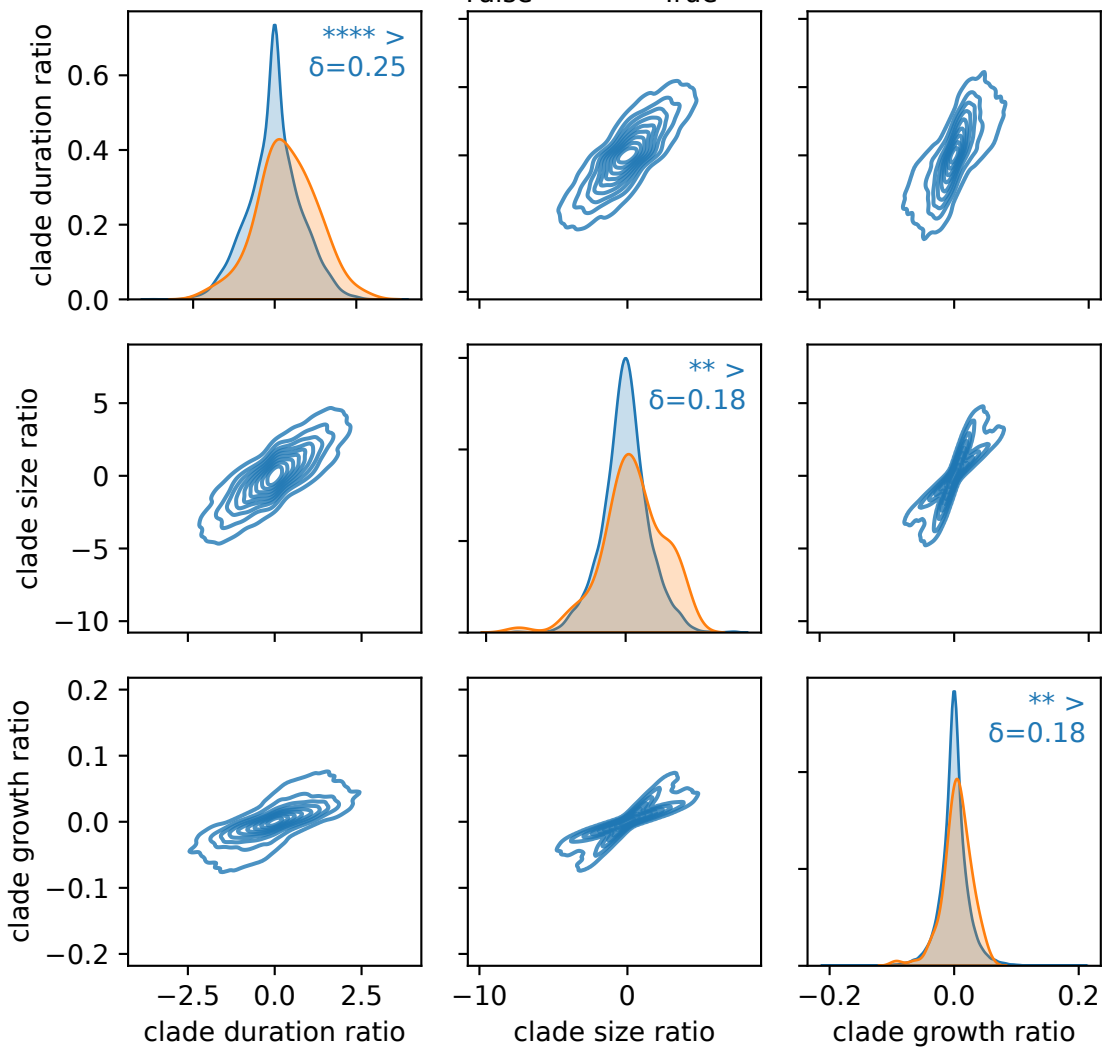 False True
clade duration ratio
0.6
0.4
0.2
0.0
**** >
δ=0.25
clade size ratio
5
0
−5
−10
** >
δ=0.18
clade growth ratio
0.2
0.1
0.0
−0.1
−0.2
** >
δ=0.18
−2.5 0.0 2.5
−10 0
−0.2 0.0 0.2
clade duration ratio
clade size ratio
clade growth ratio